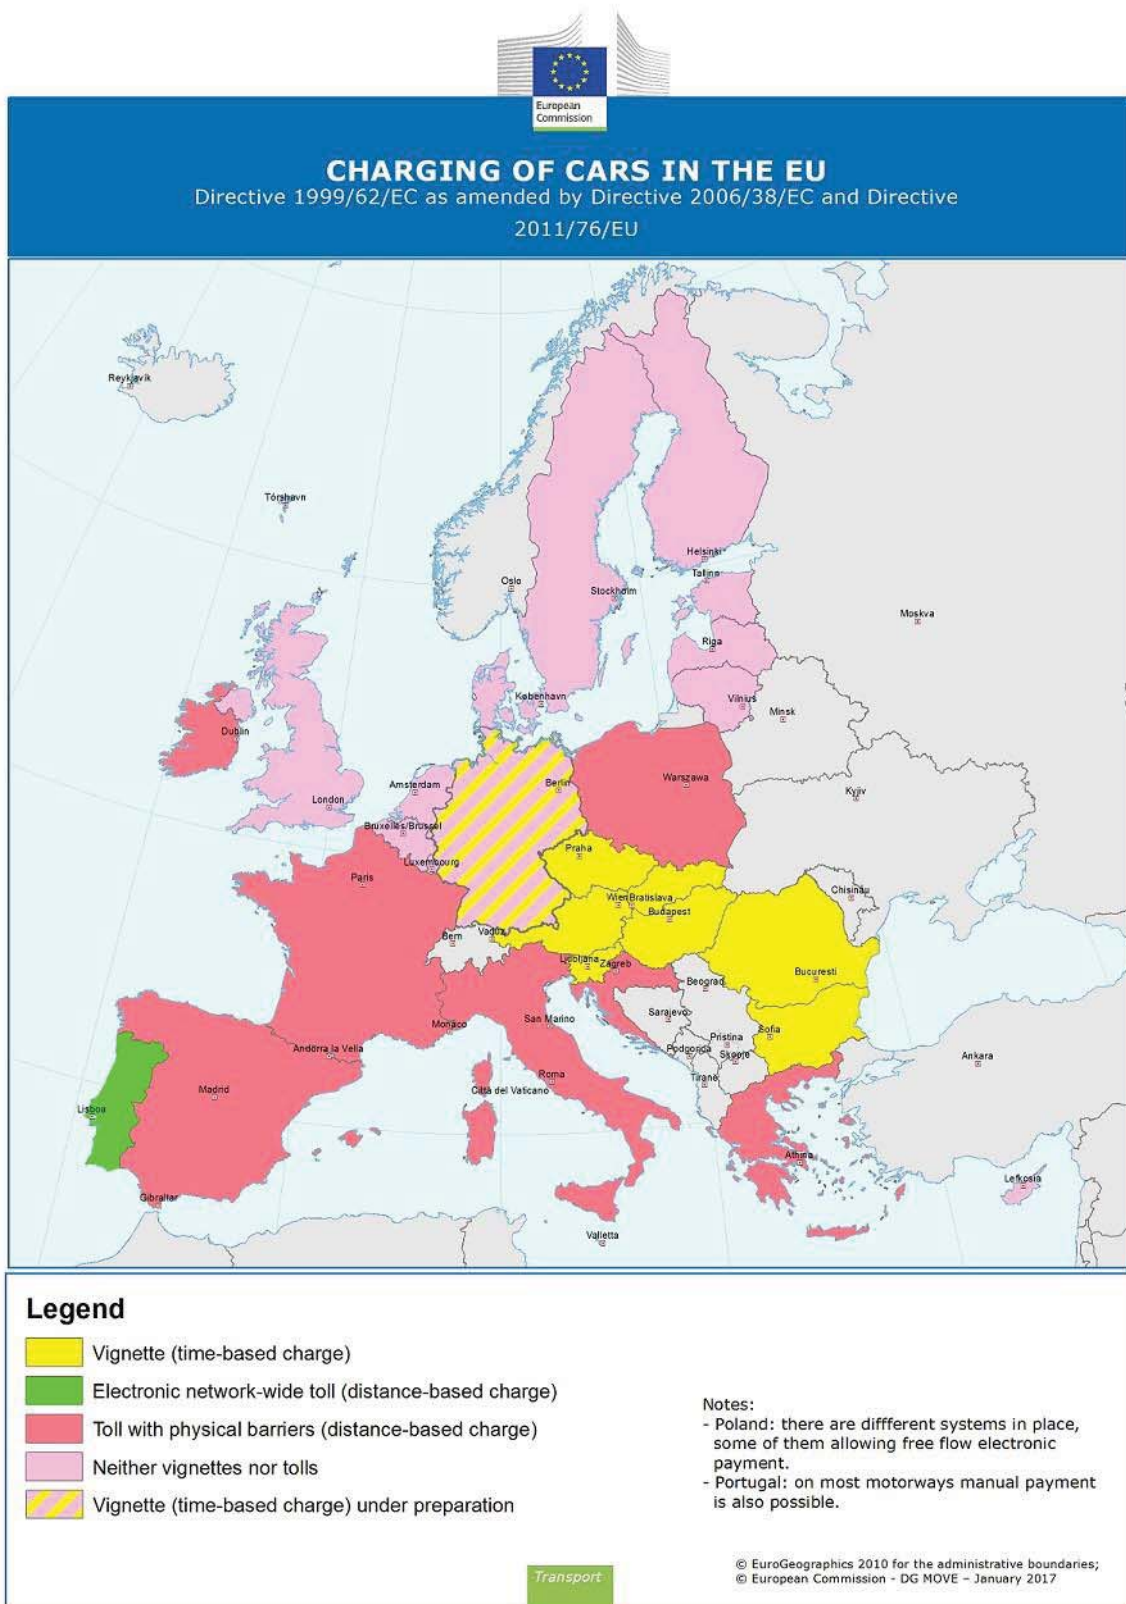 European
Commission
CHARGING OF CARS IN THE EU
Directive 1999/62/EC as amended by Directive 2006/38/EC and Directive
2011/76/EU
Reykjavik
Tórshavn
Helsinki
Tallinn
Oslo
Stockholm
Moskva
Riga
København
Vilnius
Minsk
Dublin
Amsterdam
Berlin
Warszawa
London
Kyjiv
Bruxelles/Brussel
Praha
Luxembourg
Paris
Chisinau
Wien
Bratislava
Budapest
Bern
Vaduz
Ljubljana
Zagreb
Bucuresti
Beograd
Sarajevo
San Marino
Monaco
Sofia
Pristina
Podgorica
Skopje
Andorra la Vella
Ankara
Roma
Tirane
Madrid
Città del Vaticano
Lisboa
Athina
Lefkosia
Gibraltar
Valletta
Legend
Vignette (time-based charge)
Electronic network-wide toll (distance-based charge)
Toll with physical barriers (distance-based charge)
Neither vignettes nor tolls
Vignette (time-based charge) under preparation
Notes:
- Poland: there are diffferent systems in place,
some of them allowing free flow electronic
payment.
- Portugal: on most motorways manual payment
is also possible.
Transport
© EuroGeographics 2010 for the administrative boundaries;
© European Commission - DG MOVE – January 2017